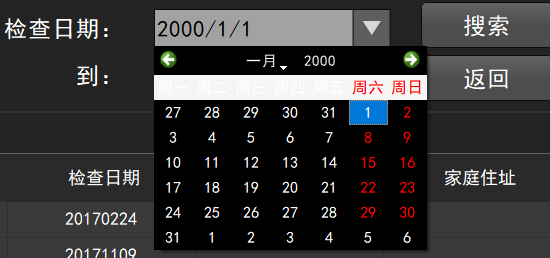 检查日期： 2000/1/1 搜索
一月 2000
到： 返回
周一 周二 周三 周四 周五 周六 周日
27 28 29 30 31 1 2
3 4 5 6 7 8 9
10 11 12 13 14 15 16
检查日期 家庭住址
17 18 19 20 21 22 23
20170224
24 25 26 27 28 29 30
31 1 2 3 4 5 6
20171109